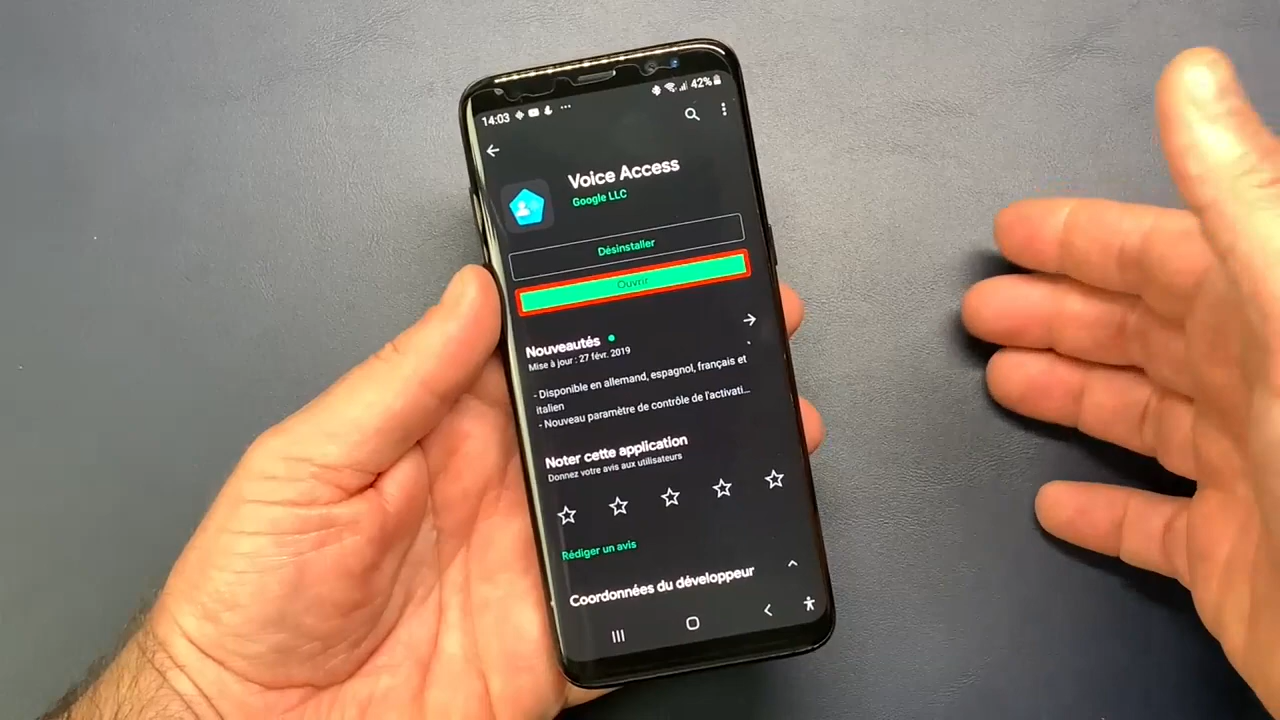 14:03
42%
Voice Access
Google LLC
Désinstaller
Ouvrir
Nouveautés
Mise à jour : 27 févr. 2019
- Disponible en allemand, espagnol, français et
italien
- Nouveau paramètre de contrôle de l'activati...
Noter cette application
Donnez votre avis aux utilisateurs
Rédiger un avis
Coordonnées du développeur